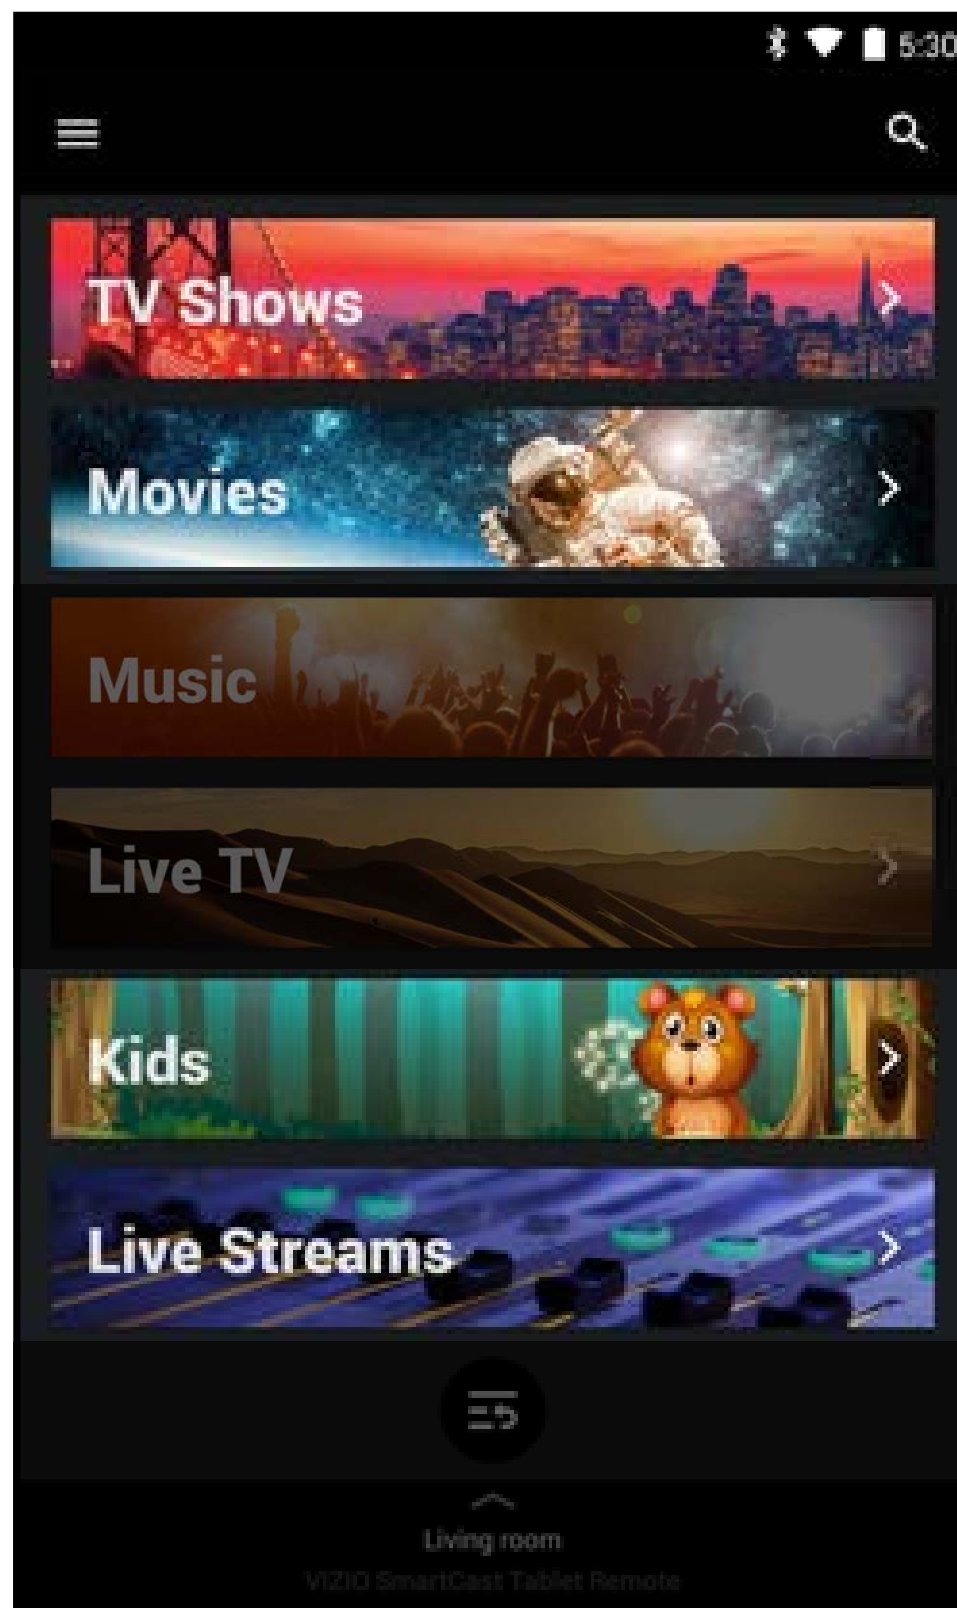 5:30
TV Shows
Movies
Music
Live TV
Kids
Live Streams
Living room
VIZIO SmartCast Tablet Remote